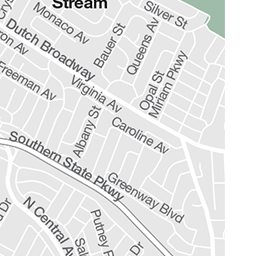 Stream
Silver St
Monaco Av
Bauer St
Queens Av
Dutch Broadway
Freeman Av
Virginia Av
Opal St
Miriam Pkwy
Albany St
Caroline Av
Southern State Pkwy
Greenway Blvd
N Central Av
Putney
Dr